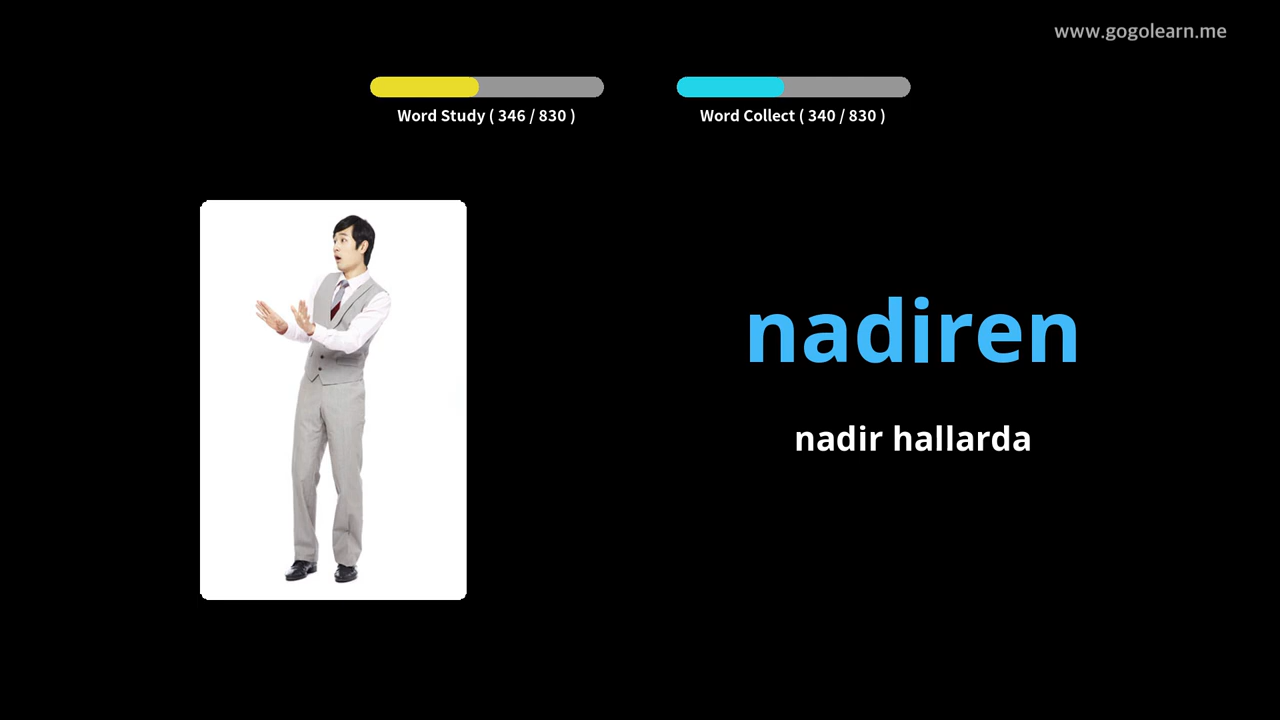 www.gogolearn.me
Word Study ( 346 / 830 )
Word Collect ( 340 / 830 )
nadiren
nadir hallarda